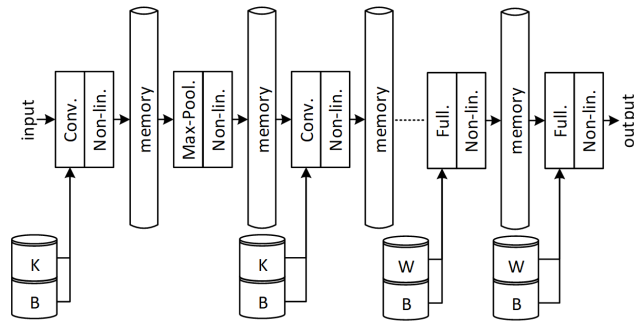 input
Conv.
Non-lin.
memory
Max-Pool.
Non-lin.
memory
Conv.
Non-lin.
memory
Full.
Non-lin.
memory
Full.
Non-lin.
output
K
B
K
B
W
B
W
B